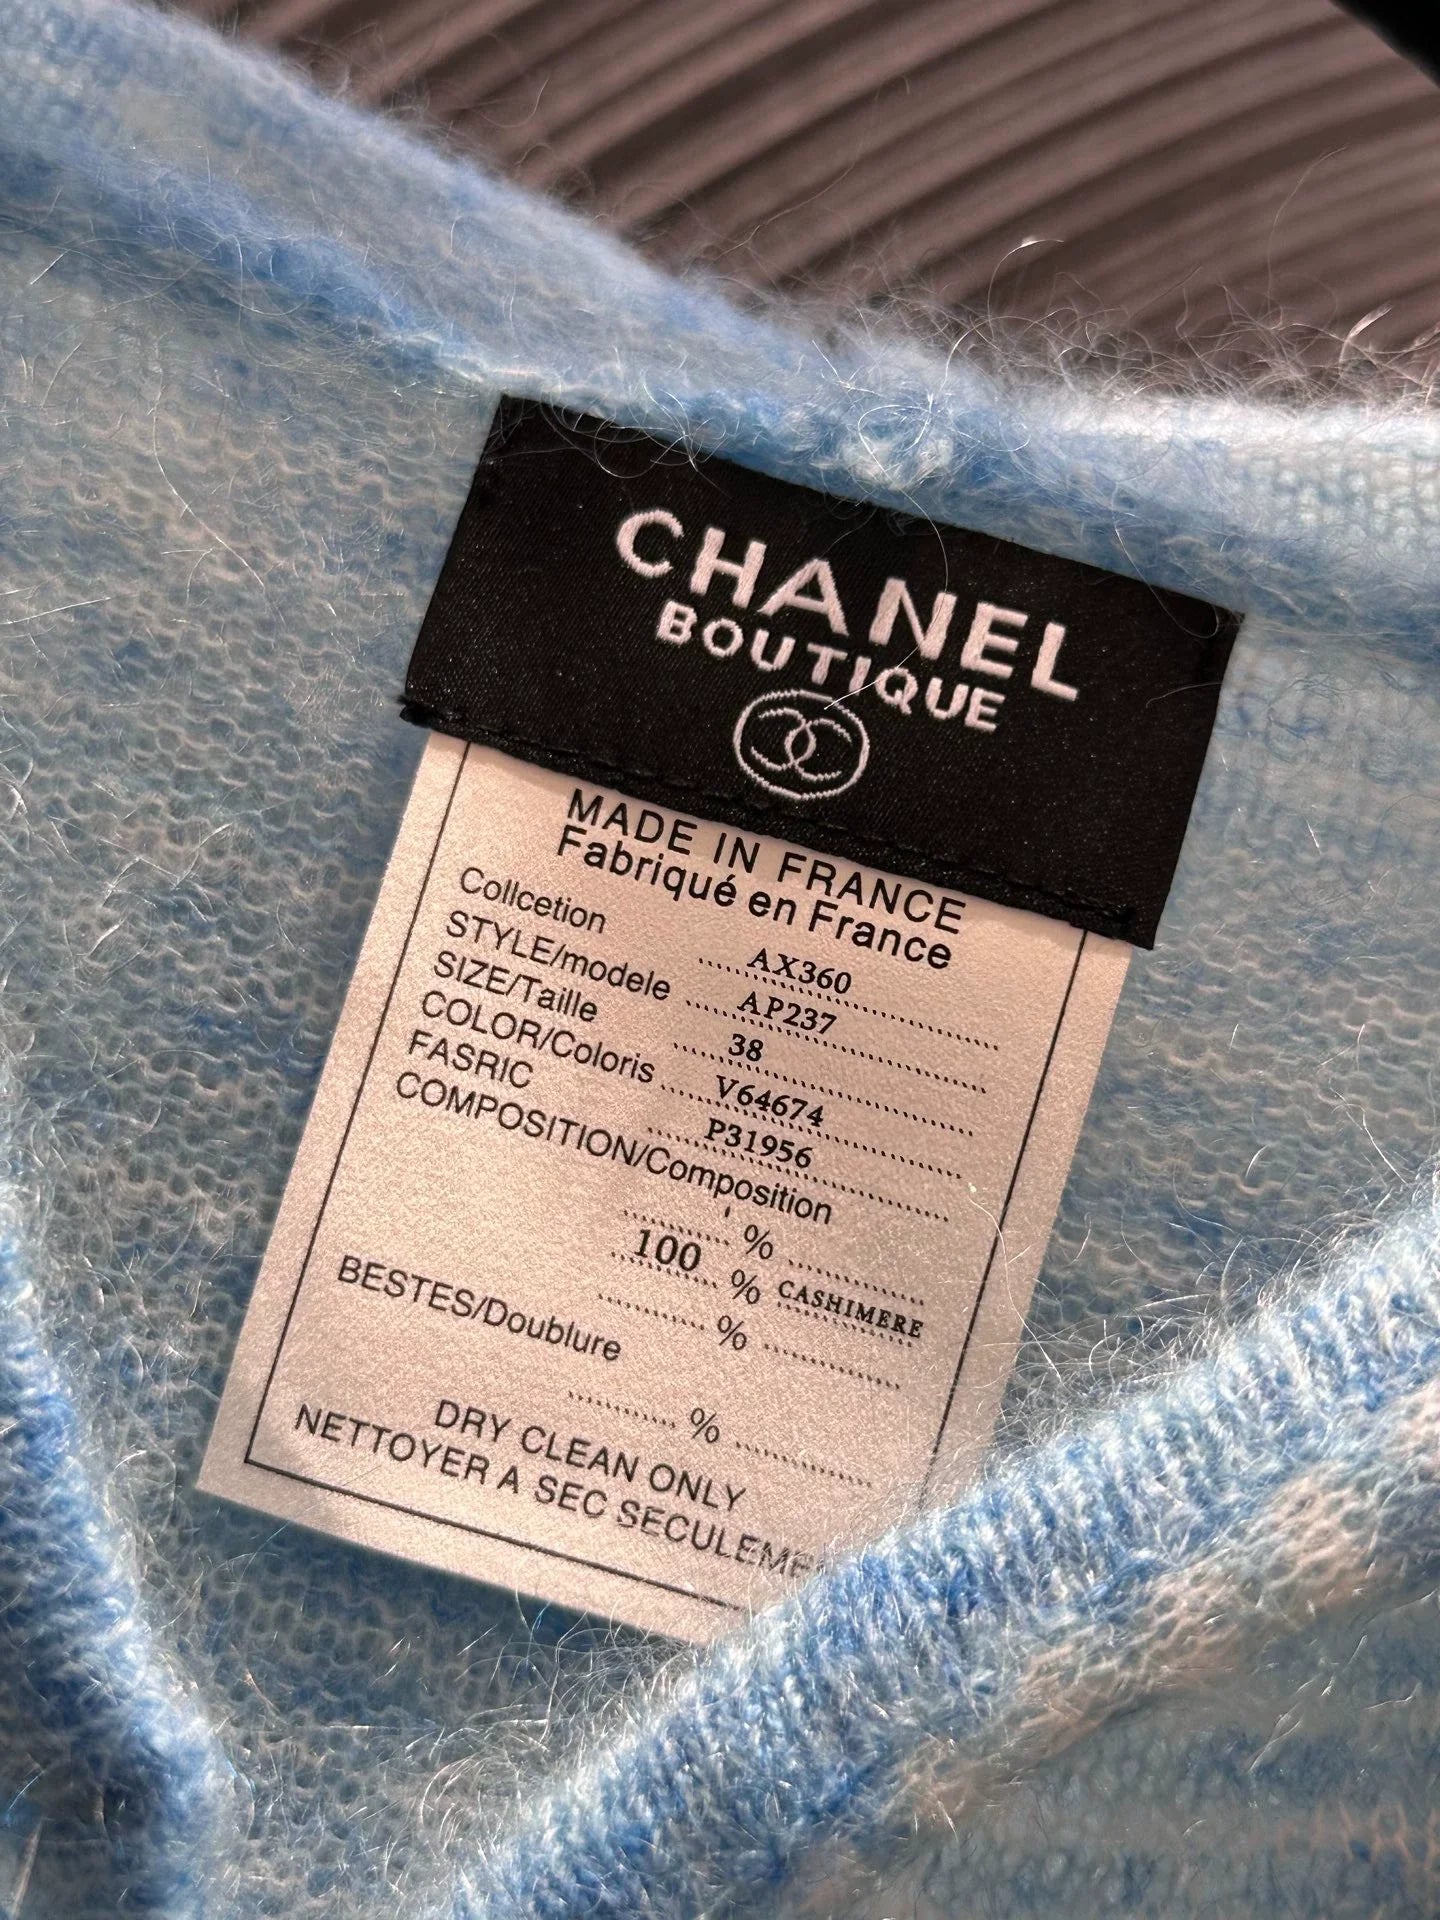 CHANEL
BOUTIQUE
MADE IN FRANCE
Fabriqué en France
Collcetion AX360
STYLE/modele AP237
SIZE/Taille 38
COLOR/Coloris V64674
FASRIC P31956
COMPOSITION/Composition
%
100 % CASHIMERE
%
BESTES/Doublure
%
DRY CLEAN ONLY
NETTOYER A SEC SECULEME